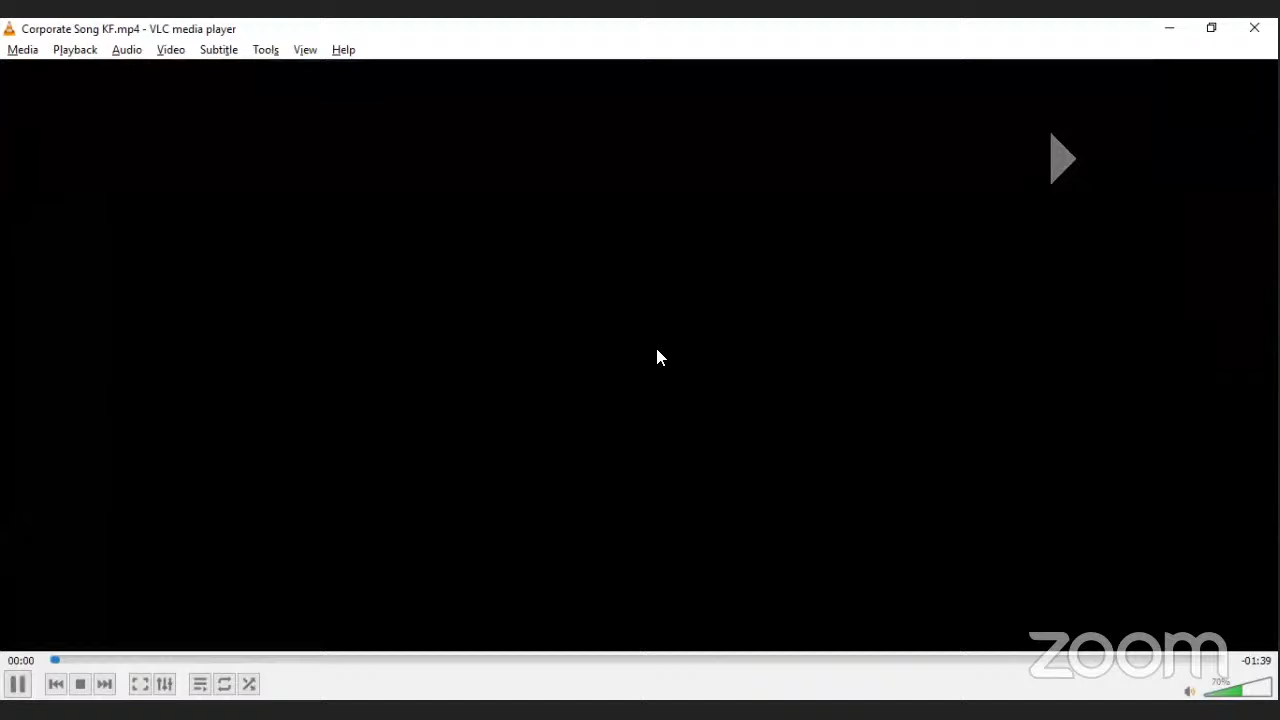 Corporate Song KF.mp4 - VLC media player
Media Playback Audio Video Subtitle Tools View Help
00:00
-01:39
70%
zoom